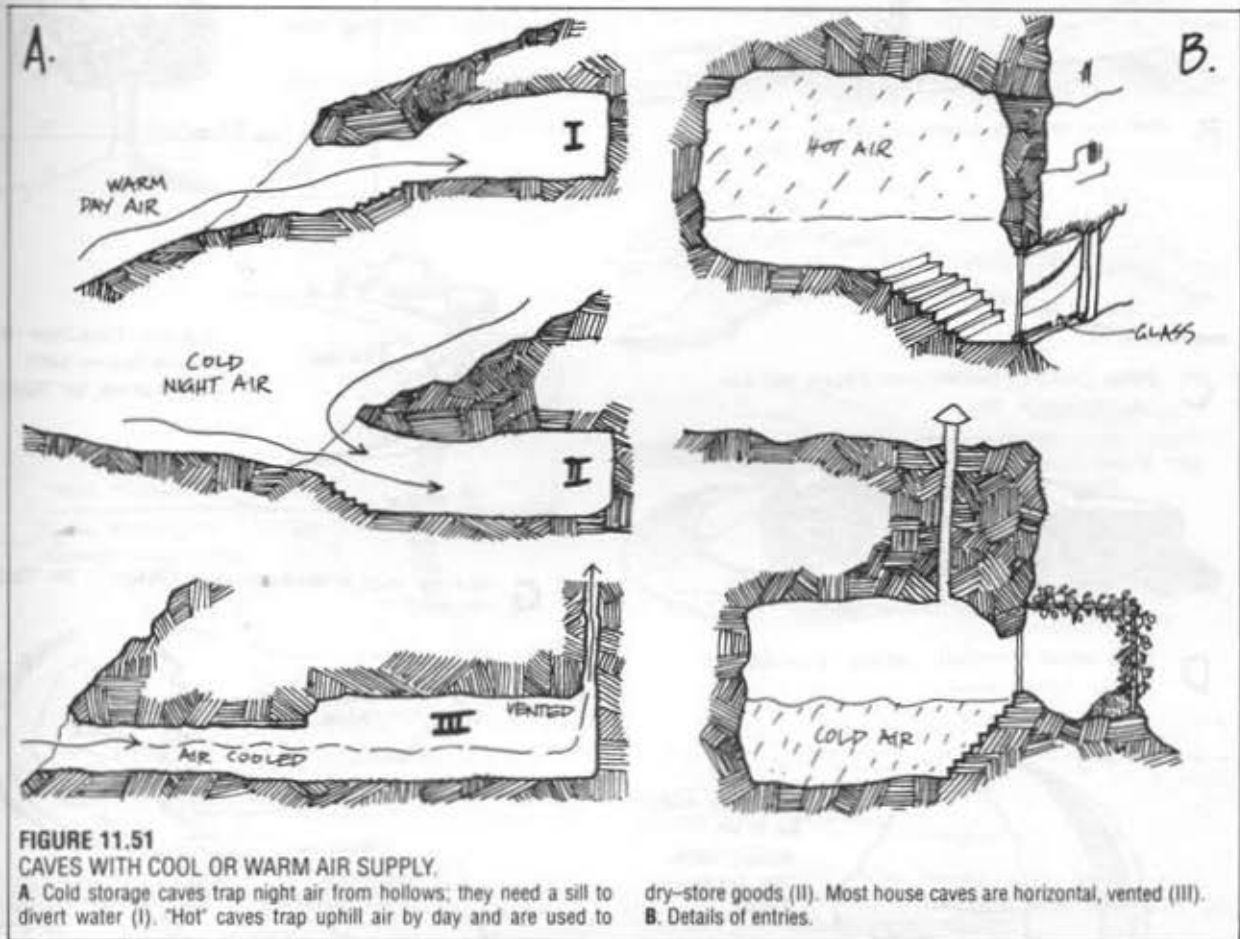 A.
WARM
DAY AIR
I
COLD
NIGHT AIR
II
III
VENTED
AIR COOLED
B.
HOT AIR
GLASS
COLD AIR
FIGURE 11.51
CAVES WITH COOL OR WARM AIR SUPPLY.
A. Cold storage caves trap night air from hollows; they need a sill to
divert water (I). "Hot" caves trap uphill air by day and are used to
dry–store goods (II). Most house caves are horizontal, vented (III).
B. Details of entries.